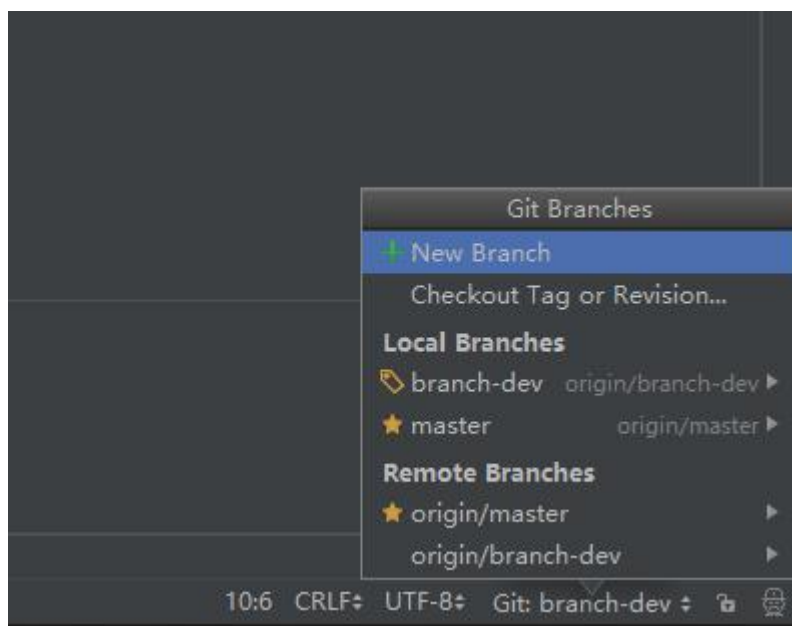 Git Branches
New Branch
Checkout Tag or Revision...
Local Branches
branch-dev origin/branch-dev
master origin/master
Remote Branches
origin/master
origin/branch-dev
10:6 CRLF UTF-8 Git: branch-dev